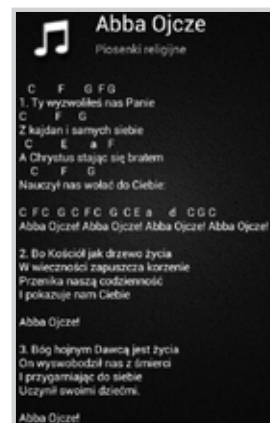 Abba Ojcze
Piosenki religijne
C F G F G
1. Ty wyzwoliłeś nas Panie
C F G
Z kajdan i samych siebie
C E a F
A Chrystus stając się bratem
C F G
Nauczył nas wołać do Ciebie:
C F C G C F C G C E a d C G C
Abba Ojcze! Abba Ojcze! Abba Ojcze! Abba Ojcze!
2. Bo Kościół jak drzewo życia
W wieczności zapuszcza korzenie
Przenika naszą codzienność
I pokazuje nam Ciebie
Abba Ojcze!
3. Bóg hojnym Dawcą jest życia
On wyswobodził nas z śmierci
I przygarniając do siebie
Uczynił swoimi dziećmi.
Abba Ojcze!